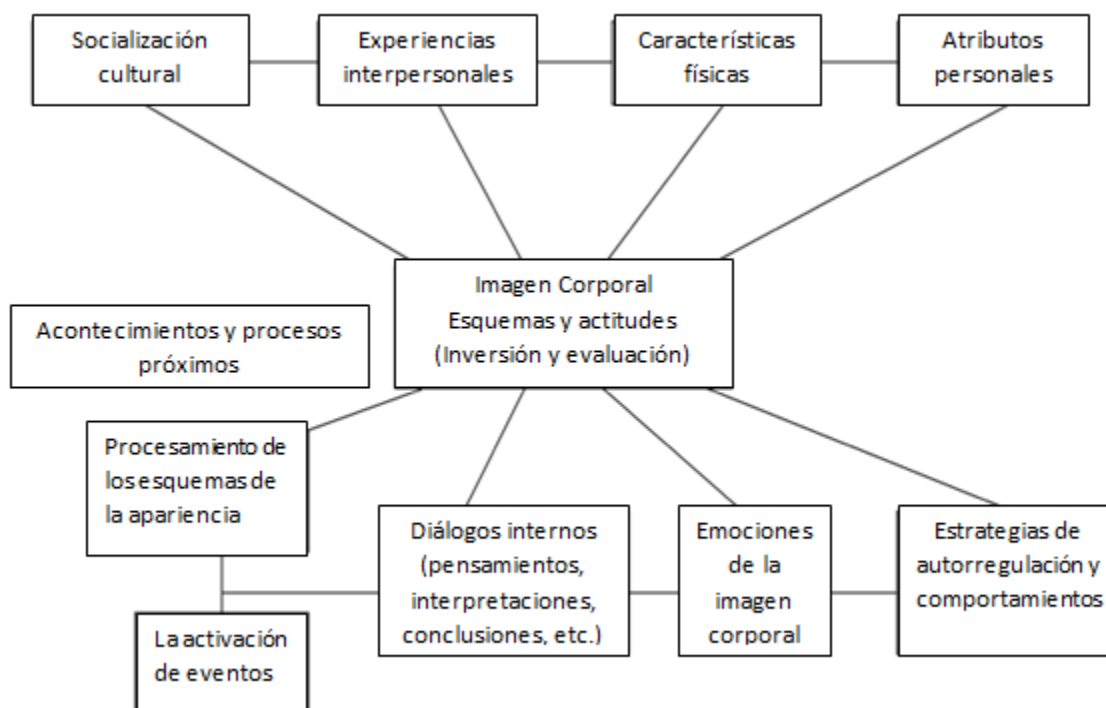 Socialización
cultural
Experiencias
interpersonales
Características
físicas
Atributos
personales
Imagen Corporal
Esquemas y actitudes
(Inversión y evaluación)
Acontecimientos y procesos
próximos
Procesamiento de
los esquemas de
la apariencia
Diálogos internos
(pensamientos,
interpretaciones,
conclusiones, etc.)
Emociones
de la
imagen
corporal
Estrategias de
autorregulación y
comportamientos
La activación
de eventos